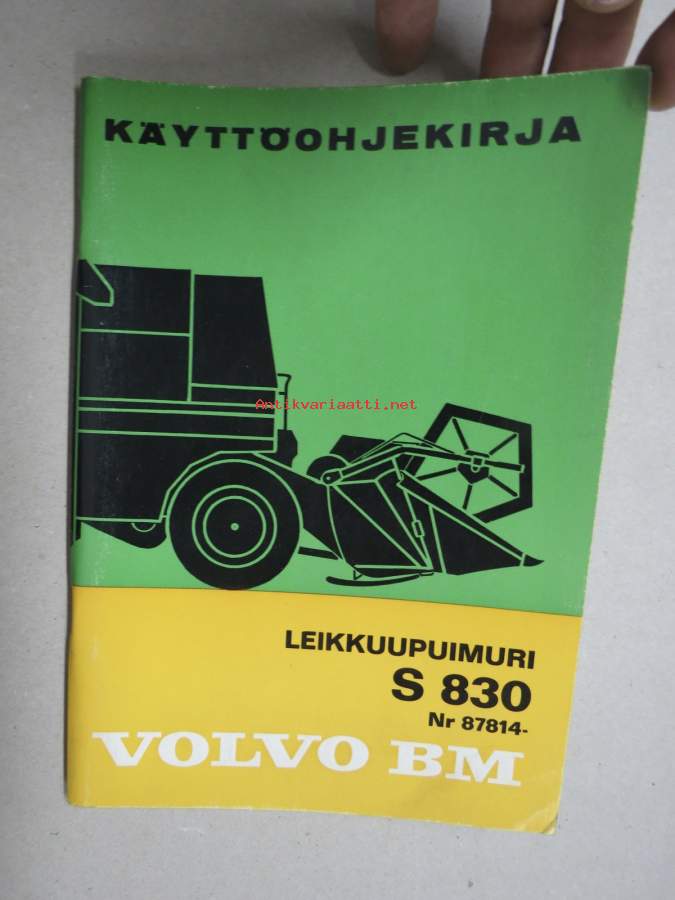 KÄYTTÖOHJEKIRJA
Antikvariaatti.net
LEIKKUUPUIMURI
S 830
Nr 87814-
VOLVO BM